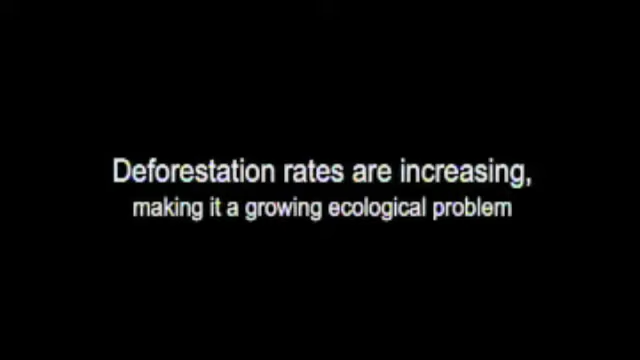 Deforestation rates are increasing,
making it a growing ecological problem